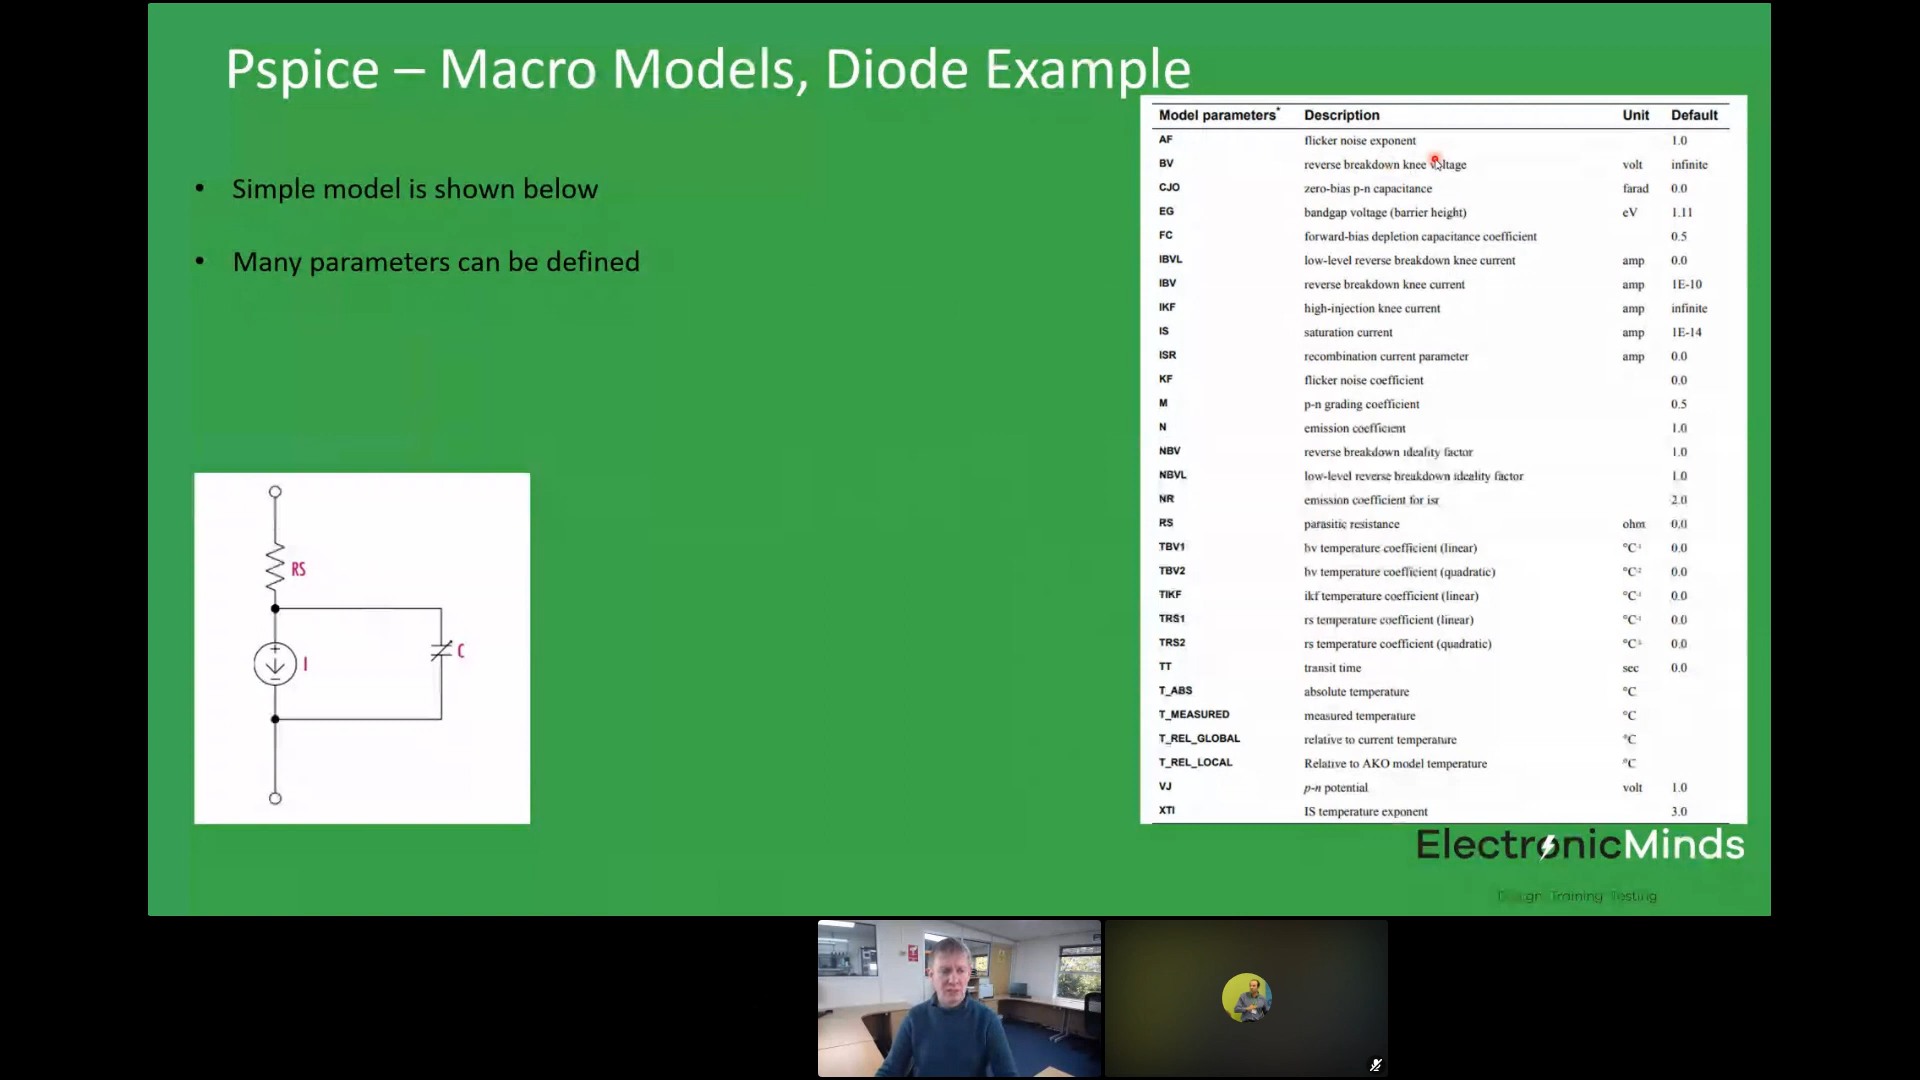 Pspice – Macro Models, Diode Example
• Simple model is shown below
• Many parameters can be defined
RS
I
C
Model parameters* Description Unit Default
AF flicker noise exponent 1.0
BV reverse breakdown knee voltage volt infinite
CJO zero-bias p-n capacitance farad 0.0
EG bandgap voltage (barrier height) eV 1.11
FC forward-bias depletion capacitance coefficient 0.5
IBVL low-level reverse breakdown knee current amp 0.0
IBV reverse breakdown knee current amp 1E-10
IKF high-injection knee current amp infinite
IS saturation current amp 1E-14
ISR recombination current parameter amp 0.0
KF flicker noise coefficient 0.0
M p-n grading coefficient 0.5
N emission coefficient 1.0
NBV reverse breakdown ideality factor 1.0
NBVL low-level reverse breakdown ideality factor 1.0
NR emission coefficient for isr 2.0
RS parasitic resistance ohm 0.0
TBV1 bv temperature coefficient (linear) °C⁻¹ 0.0
TBV2 bv temperature coefficient (quadratic) °C⁻² 0.0
TIKF ikf temperature coefficient (linear) °C⁻¹ 0.0
TRS1 rs temperature coefficient (linear) °C⁻¹ 0.0
TRS2 rs temperature coefficient (quadratic) 0.0
TT transit time sec 0.0
T_ABS absolute temperature °C
T_MEASURED measured temperature °C
T_REL_GLOBAL relative to current temperature °C
T_REL_LOCAL Relative to AKO model temperature °C
VJ p-n potential volt 1.0
XTI IS temperature exponent 3.0
ElectronicMinds
Design Training Testing